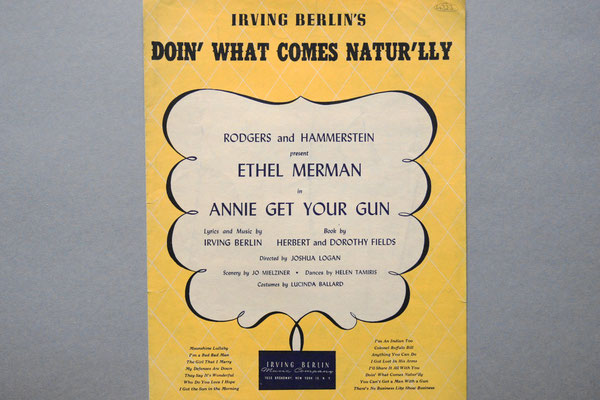 IRVING BERLIN'S
DOIN' WHAT COMES NATUR'LLY
RODGERS and HAMMERSTEIN
present
ETHEL MERMAN
in
ANNIE GET YOUR GUN
Lyrics and Music by
IRVING BERLIN
Book by
HERBERT and DOROTHY FIELDS
Directed by JOSHUA LOGAN
Scenery by JO MIELZINER • Dances by HELEN TAMIRIS
Costumes by LUCINDA BALLARD
Moonshine Lullaby
I'm a Bad Bad Man
The Girl That I Marry
My Defenses Are Down
They Say It's Wonderful
Who Do You Love I Hope
I Got the Sun in the Morning
IRVING BERLIN
Music Company
1650 BROADWAY, NEW YORK 19, N. Y.
I'm An Indian Too
Colonel Buffalo Bill
Anything You Can Do
I Got Lost in His Arms
I'll Share It All With You
Doin' What Comes Natur'lly
You Can't Get a Man With a Gun
There's No Business Like Show Business